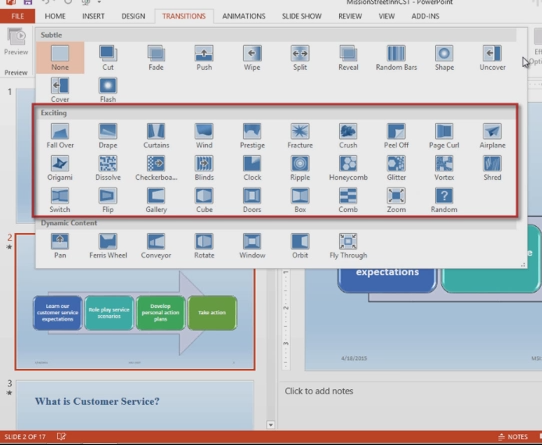 MissionStreetInnCST - PowerPoint
FILE HOME INSERT DESIGN TRANSITIONS ANIMATIONS SLIDE SHOW REVIEW VIEW ADD-INS
Subtle
Preview None Cut Fade Push Wipe Split Reveal Random Bars Shape Uncover
Preview
Cover Flash
1
Exciting
Fall Over Drape Curtains Wind Prestige Fracture Crush Peel Off Page Curl Airplane
Origami Dissolve Checkerboa... Blinds Clock Ripple Honeycomb Glitter Vortex Shred
Switch Flip Gallery Cube Doors Box Comb Zoom Random
Dynamic Content
Pan Ferris Wheel Conveyor Rotate Window Orbit Fly Through
2
expectations
Learn our customer service expectations
Role play service scenarios
Develop personal action plans
Take action
4/16/2015
3
What is Customer Service?
Click to add notes
SLIDE 2 OF 17 NOTES